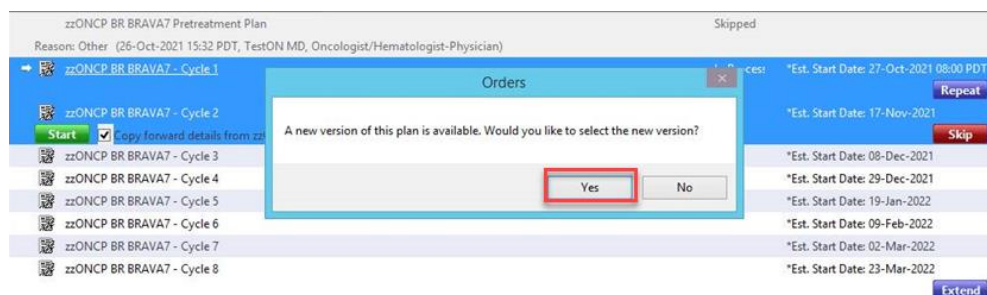 zzONCP BR BRAVA7 Pretreatment Plan Skipped
Reason: Other (26-Oct-2021 15:32 PDT, TestON MD, Oncologist/Hematologist-Physician)
zzONCP BR BRAVA7 - Cycle 1 *Est. Start Date: 27-Oct-2021 08:00 PDT
Repeat
zzONCP BR BRAVA7 - Cycle 2 *Est. Start Date: 17-Nov-2021
Start Copy forward details from Skip
zzONCP BR BRAVA7 - Cycle 3 *Est. Start Date: 08-Dec-2021
zzONCP BR BRAVA7 - Cycle 4 *Est. Start Date: 29-Dec-2021
zzONCP BR BRAVA7 - Cycle 5 *Est. Start Date: 19-Jan-2022
zzONCP BR BRAVA7 - Cycle 6 *Est. Start Date: 09-Feb-2022
zzONCP BR BRAVA7 - Cycle 7 *Est. Start Date: 02-Mar-2022
zzONCP BR BRAVA7 - Cycle 8 *Est. Start Date: 23-Mar-2022
Extend
Orders
A new version of this plan is available. Would you like to select the new version?
Yes No